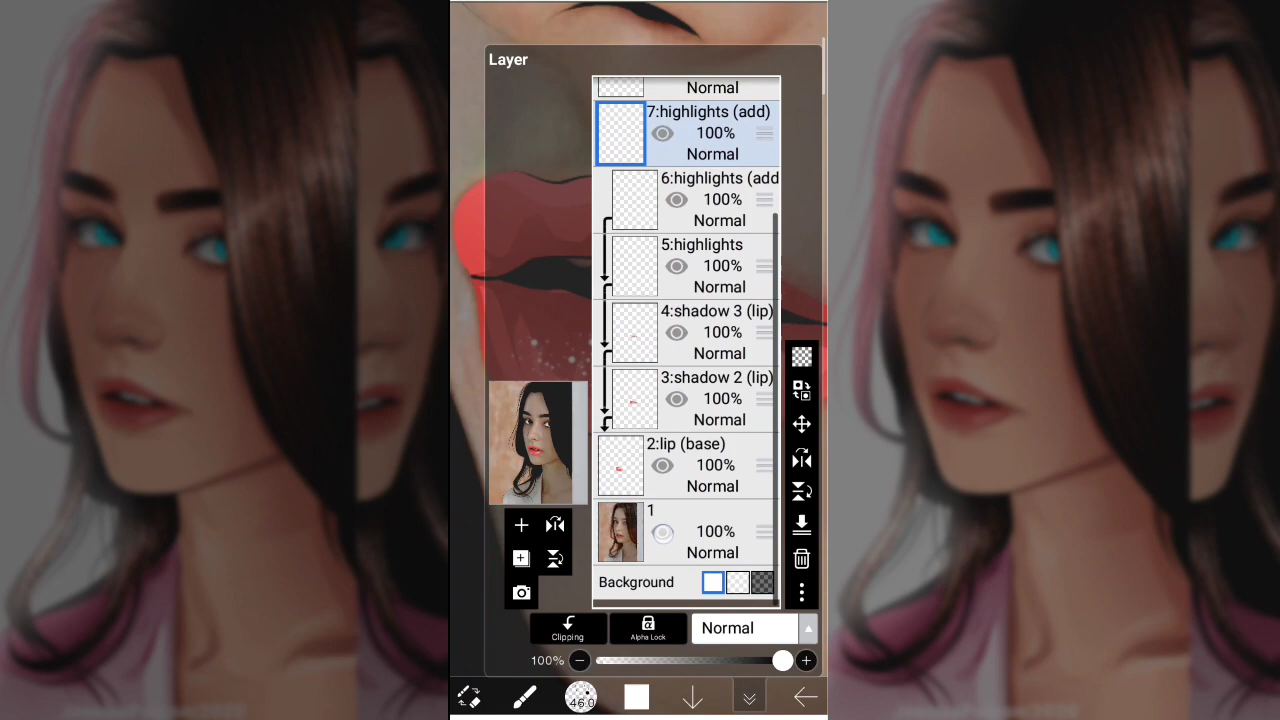 Layer
Normal
7:highlights (add)
100%
Normal
6:highlights (add
100%
Normal
5:highlights
100%
Normal
4:shadow 3 (lip)
100%
Normal
3:shadow 2 (lip)
100%
Normal
2:lip (base)
100%
Normal
1
100%
Normal
Background
Clipping
α
Alpha Lock
Normal
100%
46.0